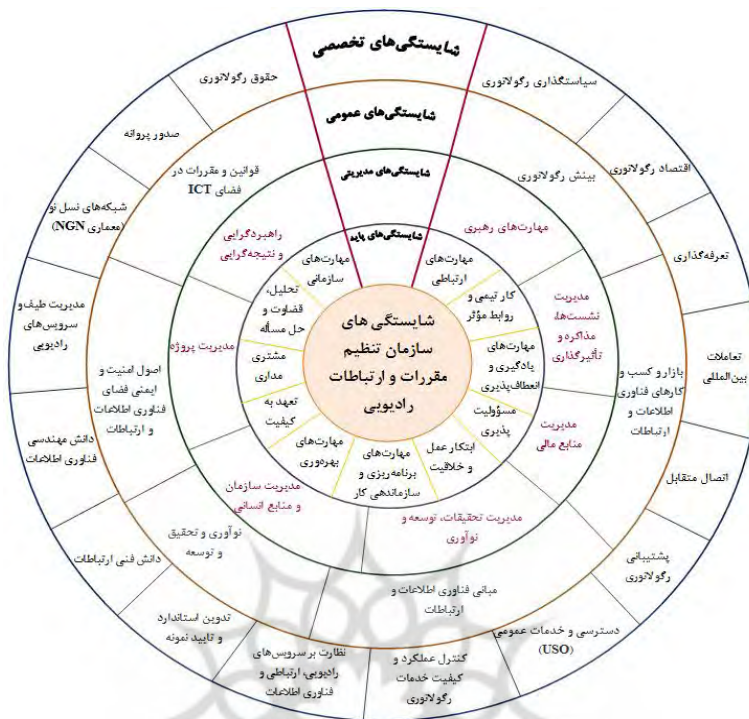 شایستگی‌های تخصصی
شایستگی‌های عمومی
شایستگی‌های مدیریتی
شایستگی‌های پایه
شایستگی های
سازمان تنظیم
مقررات و ارتباطات
رادیویی
مهارت‌های
ارتباطی
کار تیمی و
روابط مؤثر
مهارت‌های
یادگیری و
انعطاف‌پذیری
مسؤولیت
پذیری
ابتکار عمل
و خلاقیت
مهارت‌های
برنامه‌ریزی و
سازماندهی کار
مهارت‌های
بهره‌وری
تعهد به
کیفیت
مشتری
مداری
تحلیل،
قضاوت و
حل مسأله
مهارت‌های
سازمانی
مهارت‌های رهبری
مدیریت
نشست‌ها،
مذاکره و
تأثیرگذاری
مدیریت
منابع مالی
مدیریت تحقیقات، توسعه و
نوآوری
مدیریت سازمان
و منابع انسانی
مدیریت پروژه
راهبردگرایی
و نتیجه‌گرایی
بینش رگولاتوری
بازار و کسب و
کارهای فناوری
اطلاعات و
ارتباطات
مبانی فناوری اطلاعات و
ارتباطات
نوآوری و تحقیق
و توسعه
اصول امنیت و
ایمنی فضای
فناوری اطلاعات
و ارتباطات
قوانین و مقررات در
فضای ICT
سیاستگذاری رگولاتوری
اقتصاد رگولاتوری
تعرفه‌گذاری
تعاملات
بین‌المللی
اتصال متقابل
پشتیبانی
رگولاتوری
دسترسی و خدمات عمومی
(USO)
کنترل عملکرد و
کیفیت خدمات
رگولاتوری
نظارت بر سرویس‌های
رادیویی، ارتباطی و
فناوری اطلاعات
تدوین استاندارد
و تایید نمونه
دانش فنی ارتباطات
دانش مهندسی
فناوری اطلاعات
مدیریت طیف و
سرویس‌های
رادیویی
شبکه‌های نسل نو
(معماری NGN)
صدور پروانه
حقوق رگولاتوری